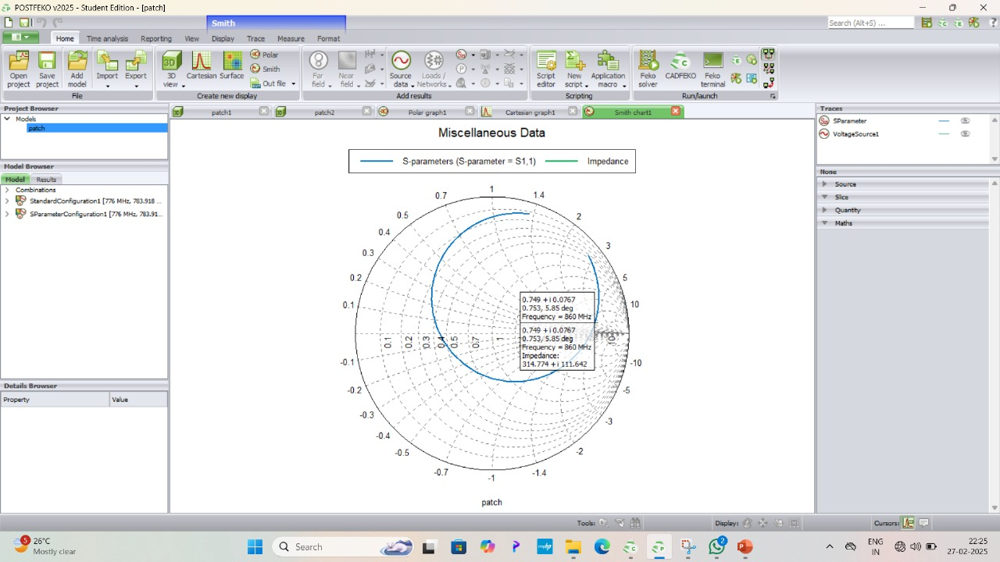 POSTFEKO v2025 - Student Edition - [patch]
Smith
Search (Alt+S) ...
Home Time analysis Reporting View Display Trace Measure Format
Open project
Save project
Add model
Import
Export
3D view
Cartesian
Surface
Polar
Smith
Out file
Far field
Near field
Source data
Loads / Networks
Script editor
New script
Application macro
Feko solver
CADFEKO
Feko terminal
File
Create new display
Add results
Scripting
Run/launch
Project Browser
Models
patch
patch1
patch2
Polar graph1
Cartesian graph1
Smith chart1
Traces
SParameter
VoltageSource1
None
Source
Slice
Quantity
Maths
Model Browser
Model Results
Combinations
StandardConfiguration1 [776 MHz, 783.918 ...
SParameterConfiguration1 [776 MHz, 783.91...
Details Browser
Property Value
Miscellaneous Data
S-parameters (S-parameter = S1,1) Impedance
1
0.7
1.4
0.5
2
0.4
3
0.3
0.2
5
0.1
10
0.1 0.2 0.3 0.4 0.5 0.7 1
0.749 + i 0.0767
0.753, 5.85 deg
Frequency = 860 MHz
0.749 + i 0.0767
0.753, 5.85 deg
Frequency = 860 MHz
Impedance:
314.774 + i 111.642
-0.1
-10
-0.2
-5
-0.3
-3
-0.4
-0.5
-2
-0.7
-1.4
-1
patch
Tools:
Display:
Cursors:
5
26°C
Mostly clear
Search
myhp
2
ENG
IN
22:25
27-02-2025